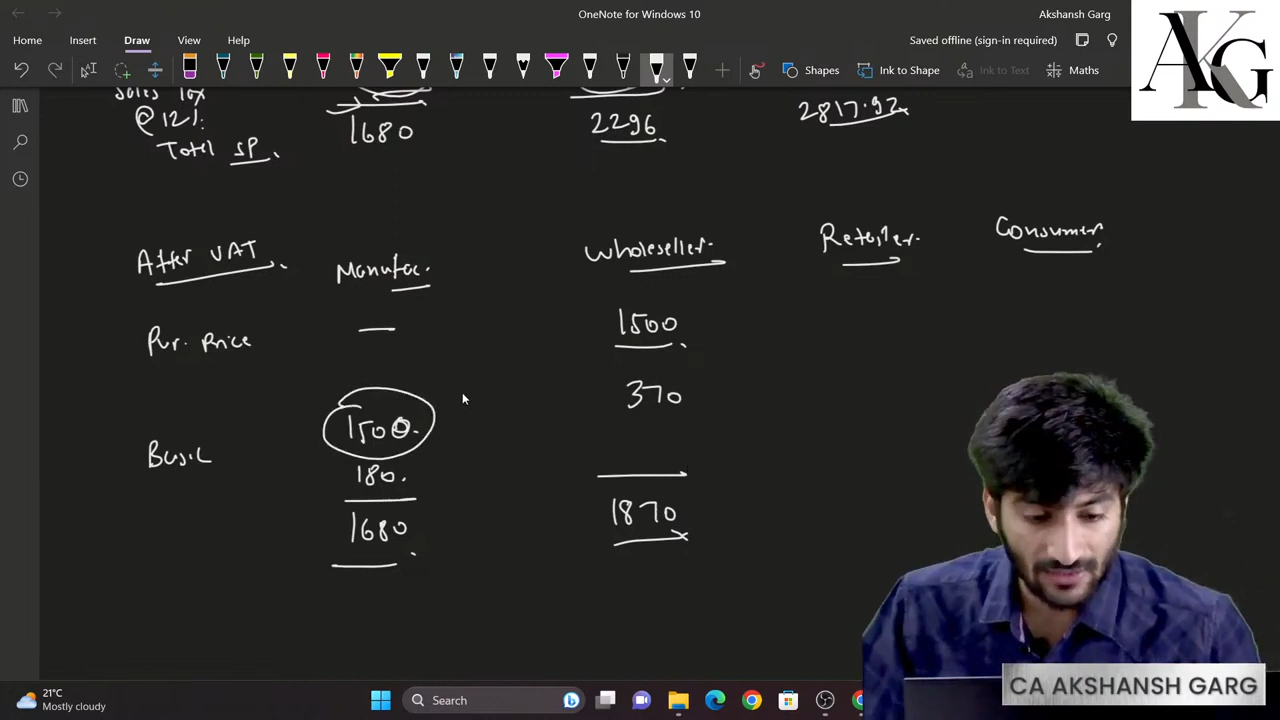 OneNote for Windows 10
Akshansh Garg
Home Insert Draw View Help
Saved offline (sign-in required)
Shapes Ink to Shape Ink to Text Maths
AKG
Sales Tax
@ 12%
Total SP.
1680 2296 2817.92
After VAT Manufac. Wholeseller. Retailer. Consumer.
Pur. Price — 1500
370
1500.
Basic
180.
1680 1870
CA AKSHANSH GARG
21°C
Mostly cloudy
Search